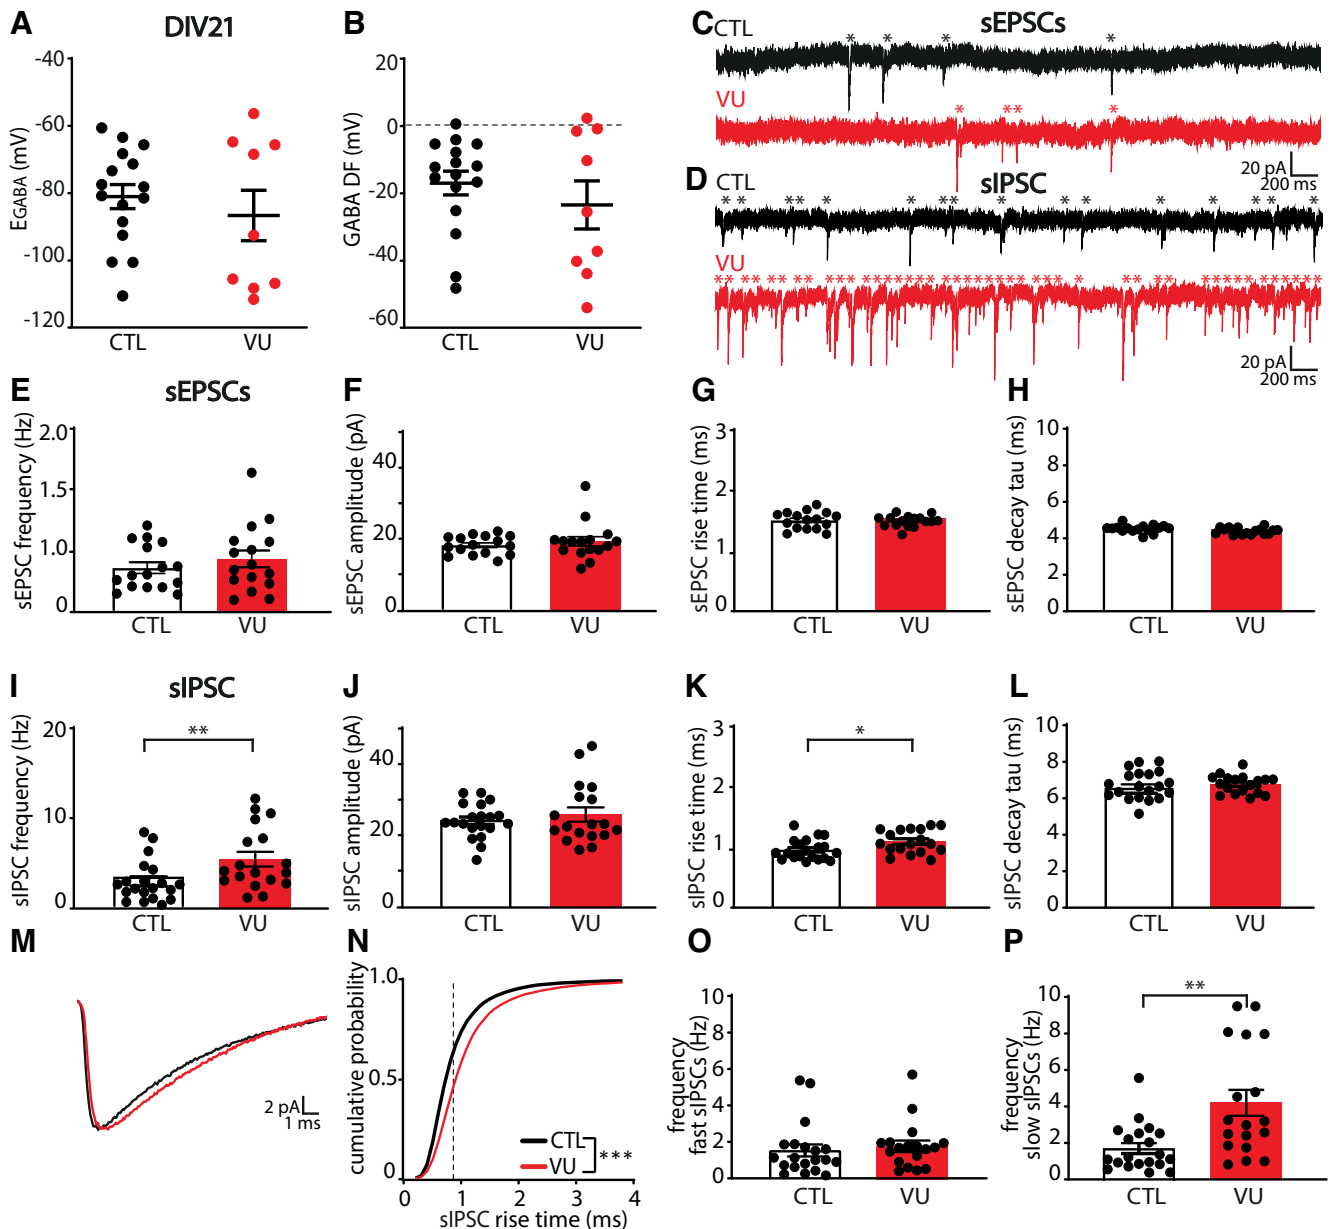 A
DIV21
EGABA (mV)
-40
-60
-80
-100
-120
CTL
VU
B
GABA DF (mV)
20
0
-20
-40
-60
CTL
VU
C
CTL
sEPSCs
* * * *
VU
* ** *
20 pA
200 ms
D
CTL
sIPSC
VU
20 pA
200 ms
E
sEPSCs
sEPSC frequency (Hz)
2.0
1.5
1.0
0
CTL
VU
F
sEPSC amplitude (pA)
40
20
0
CTL
VU
G
sEPSC rise time (ms)
3
2
1
0
CTL
VU
H
sEPSC decay tau (ms)
10
8
6
4
2
0
CTL
VU
I
sIPSC
sIPSC frequency (Hz)
20
10
0
**
CTL
VU
J
sIPSC amplitude (pA)
40
20
0
CTL
VU
K
sIPSC rise time (ms)
3
2
1
0
*
CTL
VU
L
sIPSC decay tau (ms)
10
8
6
4
2
0
CTL
VU
M
2 pA
1 ms
N
cumulative probability
1.0
0.5
0
CTL
VU
***
0
1
2
3
4
sIPSC rise time (ms)
O
frequency
fast sIPSCs (Hz)
10
8
6
4
2
0
CTL
VU
P
frequency
slow sIPSCs (Hz)
10
8
6
4
2
0
**
CTL
VU